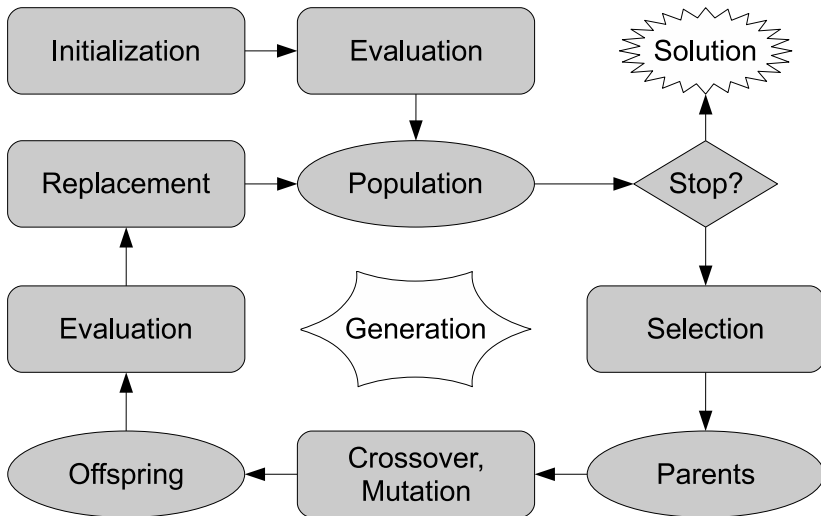 Initialization
Evaluation
Solution
Replacement
Population
Stop?
Evaluation
Generation
Selection
Offspring
Crossover,
Mutation
Parents